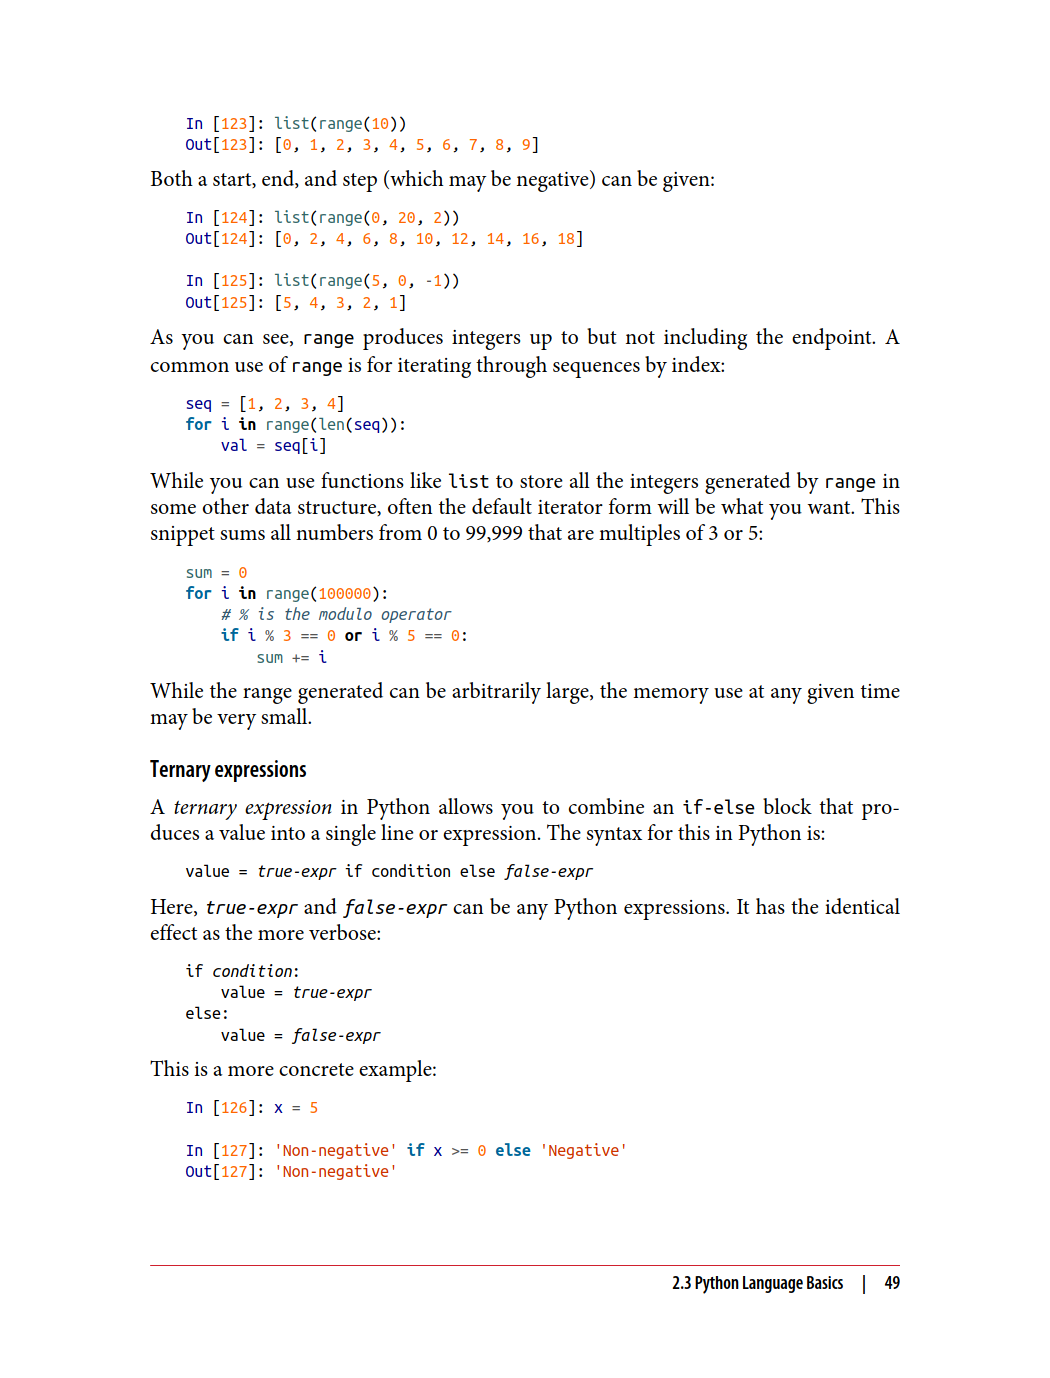 In [123]: list(range(10))
Out[123]: [0, 1, 2, 3, 4, 5, 6, 7, 8, 9]
Both a start, end, and step (which may be negative) can be given:
In [124]: list(range(0, 20, 2))
Out[124]: [0, 2, 4, 6, 8, 10, 12, 14, 16, 18]
In [125]: list(range(5, 0, -1))
Out[125]: [5, 4, 3, 2, 1]
As you can see, range produces integers up to but not including the endpoint. A
common use of range is for iterating through sequences by index:
seq = [1, 2, 3, 4]
for i in range(len(seq)):
    val = seq[i]
While you can use functions like list to store all the integers generated by range in
some other data structure, often the default iterator form will be what you want. This
snippet sums all numbers from 0 to 99,999 that are multiples of 3 or 5:
sum = 0
for i in range(100000):
    # % is the modulo operator
    if i % 3 == 0 or i % 5 == 0:
        sum += i
While the range generated can be arbitrarily large, the memory use at any given time
may be very small.
Ternary expressions
A ternary expression in Python allows you to combine an if-else block that pro-
duces a value into a single line or expression. The syntax for this in Python is:
value = true-expr if condition else false-expr
Here, true-expr and false-expr can be any Python expressions. It has the identical
effect as the more verbose:
if condition:
    value = true-expr
else:
    value = false-expr
This is a more concrete example:
In [126]: x = 5
In [127]: 'Non-negative' if x >= 0 else 'Negative'
Out[127]: 'Non-negative'
2.3 Python Language Basics | 49